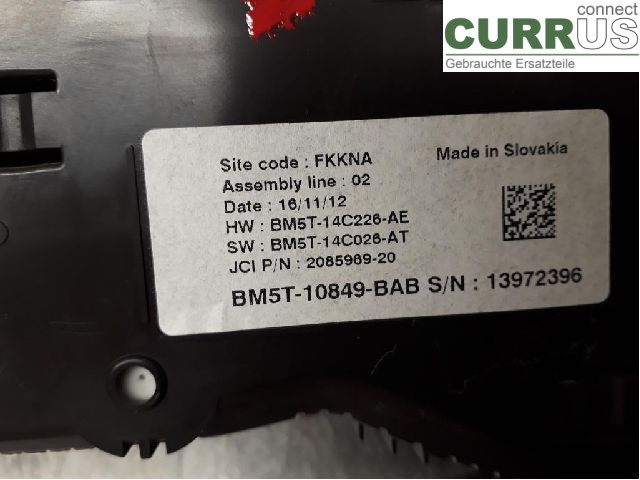 connect
CURRUS
Gebrauchte Ersatzteile
Site code : FKKNA
Made in Slovakia
Assembly line : 02
Date : 16/11/12
HW : BM5T-14C226-AE
SW : BM5T-14C026-AT
JCI P/N : 2085969-20
BM5T-10849-BAB S/N : 13972396